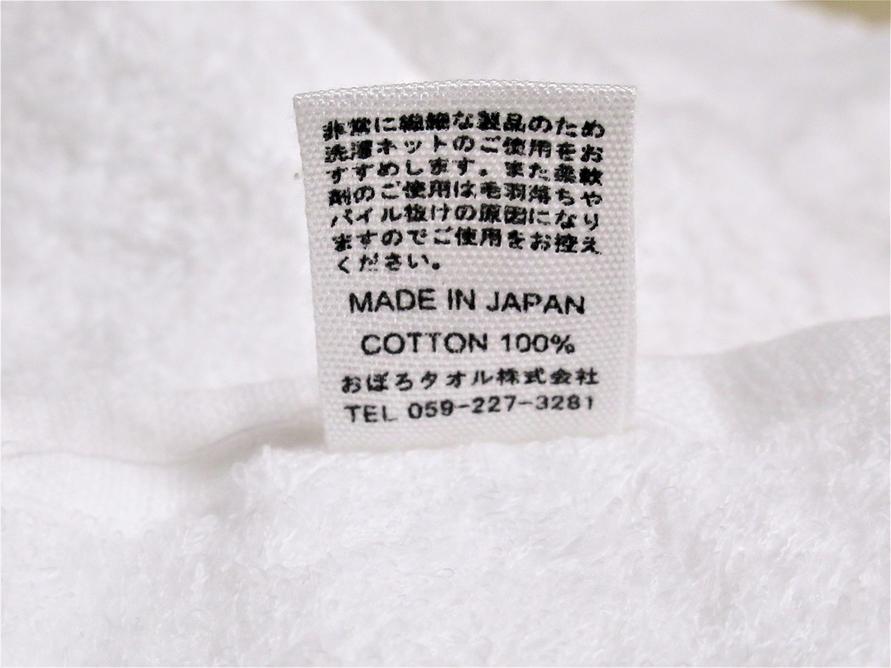 非常に繊細な製品のため
洗濯ネットのご使用をお
すすめします。また柔軟
剤のご使用は毛羽落ちや
パイル抜けの原因になり
ますのでご使用をお控え
ください。
MADE IN JAPAN
COTTON 100%
おぼろタオル株式会社
TEL 059-227-3281